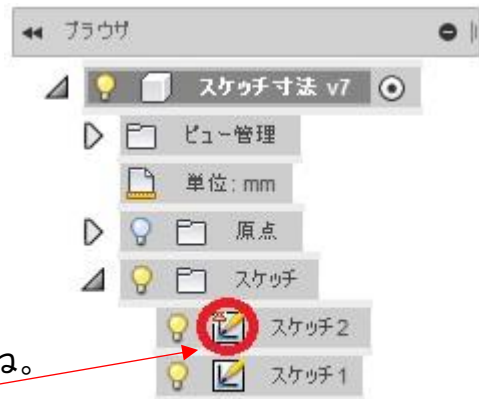 ブラウザ
スケッチ寸法 v7
ビュー管理
単位: mm
原点
スケッチ
スケッチ2
ね。
スケッチ1